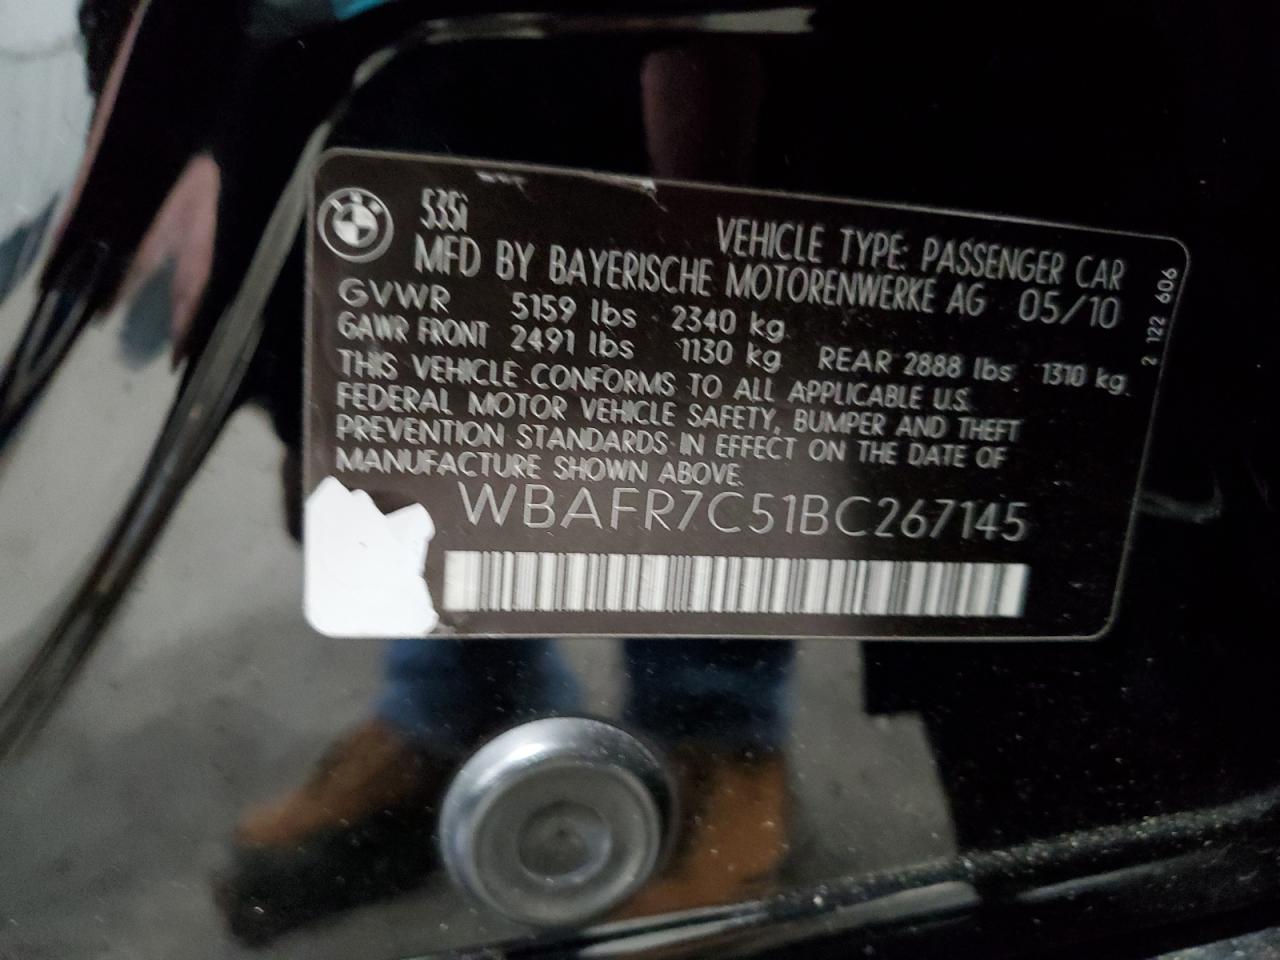 535i
VEHICLE TYPE: PASSENGER CAR
MFD BY BAYERISCHE MOTORENWERKE AG 05/10
GVWR 5159 lbs 2340 kg
GAWR FRONT 2491 lbs 1130 kg REAR 2888 lbs 1310 kg
THIS VEHICLE CONFORMS TO ALL APPLICABLE U.S.
FEDERAL MOTOR VEHICLE SAFETY, BUMPER AND THEFT
PREVENTION STANDARDS IN EFFECT ON THE DATE OF
MANUFACTURE SHOWN ABOVE.
WBAFR7C51BC267145
2 122 606